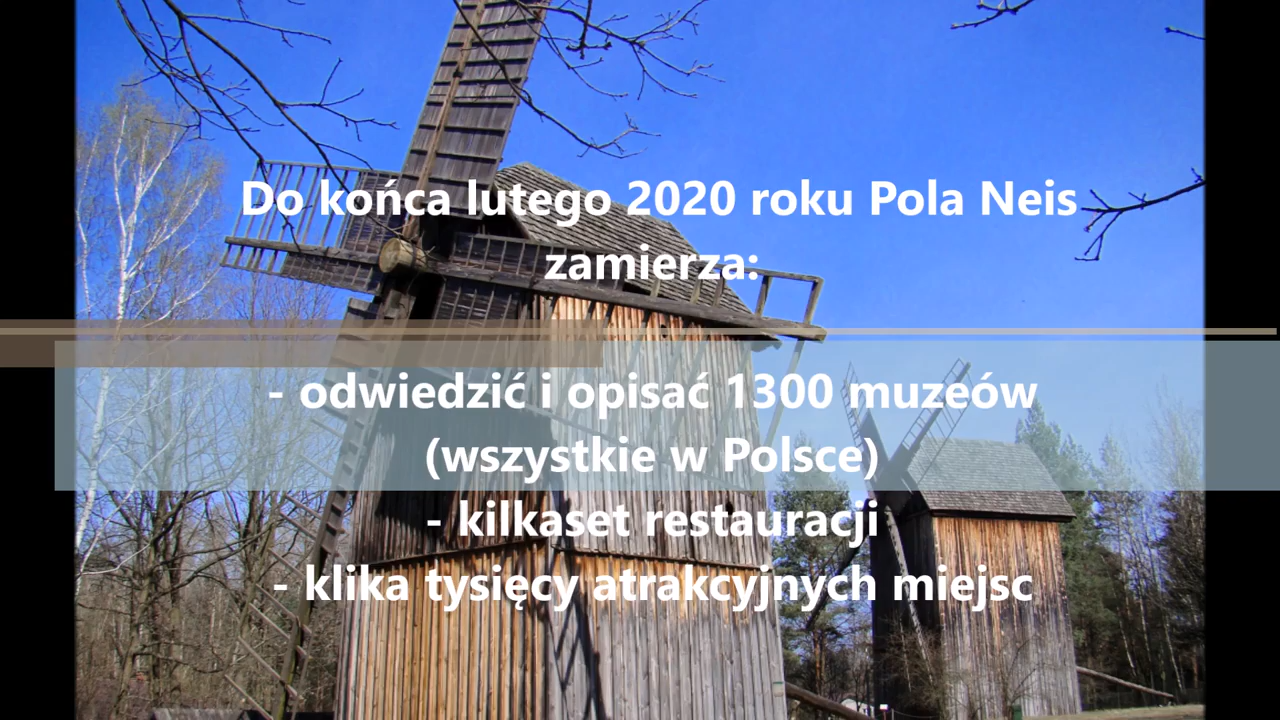 Do końca lutego 2020 roku Pola Neis
zamierza:
- odwiedzić i opisać 1300 muzeów
(wszystkie w Polsce)
- kilkaset restauracji
- klika tysięcy atrakcyjnych miejsc